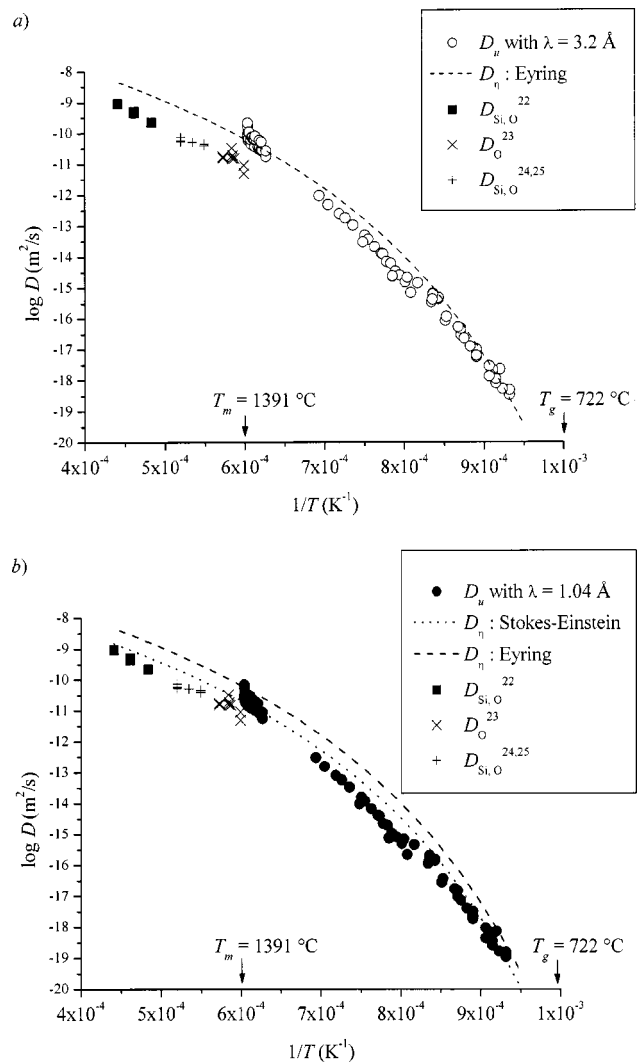 a)
-8
-9
-10
-11
-12
-13
-14
-15
-16
-17
-18
-19
-20
log D (m²/s)
○ Dᵤ with λ = 3.2 Å
---- D_η : Eyring
■ D_Si, O ²²
× D_O ²³
+ D_Si, O ²⁴,²⁵
T_m = 1391 °C
T_g = 722 °C
4x10⁻⁴ 5x10⁻⁴ 6x10⁻⁴ 7x10⁻⁴ 8x10⁻⁴ 9x10⁻⁴ 1x10⁻³
1/T (K⁻¹)
b)
-8
-9
-10
-11
-12
-13
-14
-15
-16
-17
-18
-19
-20
log D (m²/s)
● Dᵤ with λ = 1.04 Å
······ D_η : Stokes-Einstein
--- D_η : Eyring
■ D_Si, O ²²
× D_O ²³
+ D_Si, O ²⁴,²⁵
T_m = 1391 °C
T_g = 722 °C
4x10⁻⁴ 5x10⁻⁴ 6x10⁻⁴ 7x10⁻⁴ 8x10⁻⁴ 9x10⁻⁴ 1x10⁻³
1/T (K⁻¹)